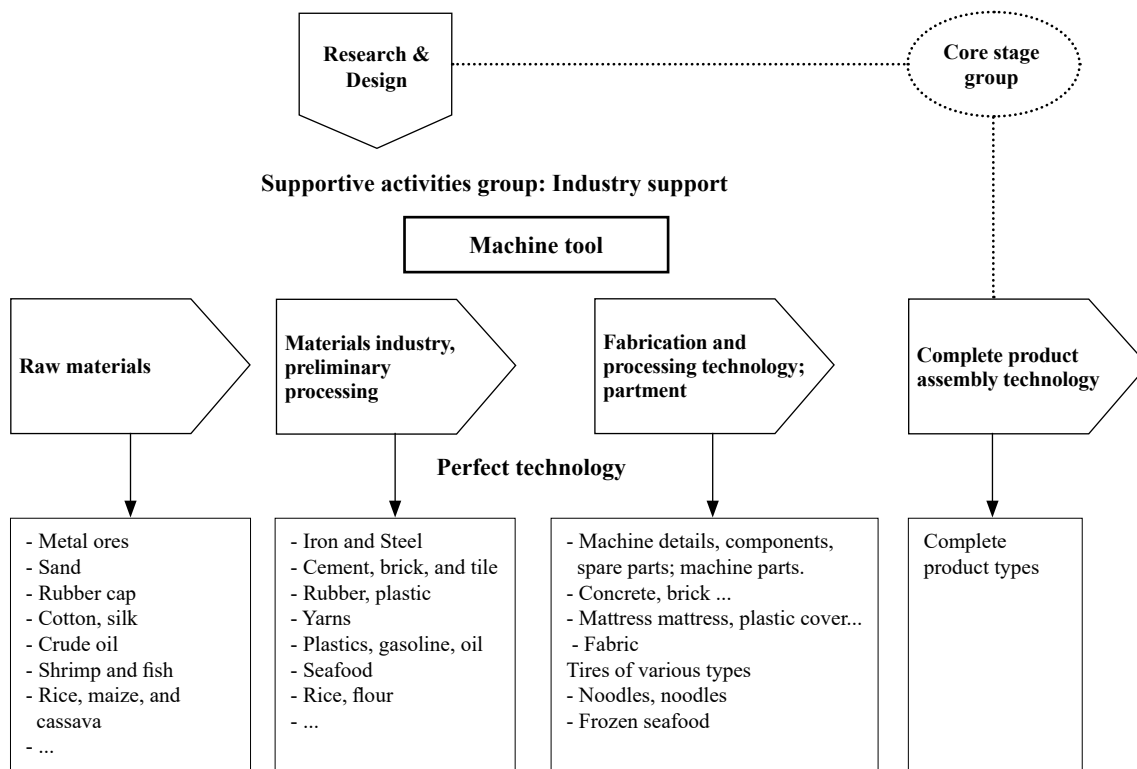 Research &
Design
Core stage
group
Supportive activities group: Industry support
Machine tool
Raw materials
Materials industry,
preliminary
processing
Fabrication and
processing technology;
partment
Complete product
assembly technology
Perfect technology
- Metal ores
- Sand
- Rubber cap
- Cotton, silk
- Crude oil
- Shrimp and fish
- Rice, maize, and
cassava
- ...
- Iron and Steel
- Cement, brick, and tile
- Rubber, plastic
- Yarns
- Plastics, gasoline, oil
- Seafood
- Rice, flour
- ...
- Machine details, components,
spare parts; machine parts.
- Concrete, brick ...
- Mattress mattress, plastic cover...
- Fabric
Tires of various types
- Noodles, noodles
- Frozen seafood
Complete
product types